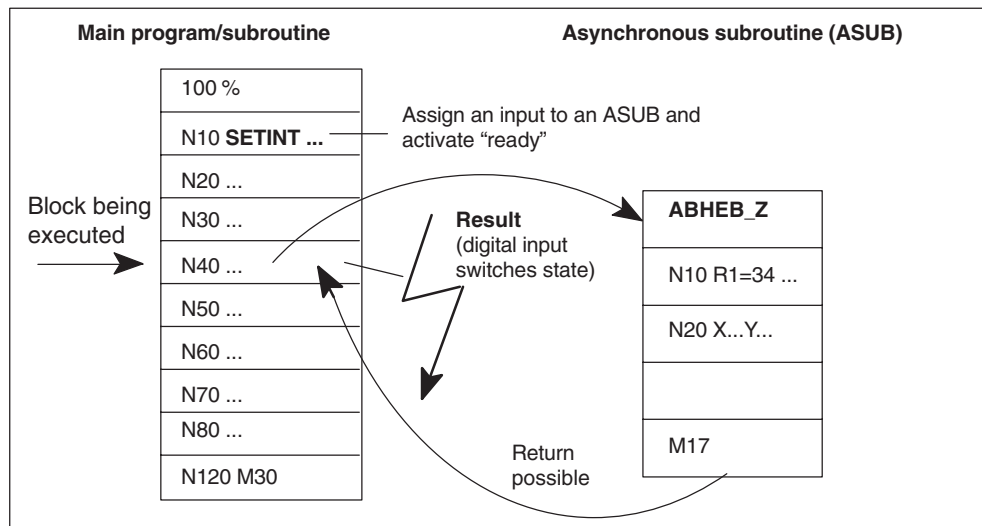 Main program/subroutine
Asynchronous subroutine (ASUB)
100 %
N10 SETINT ...
Assign an input to an ASUB and
activate “ready”
N20 ...
Block being
executed
N30 ...
N40 ...
Result
(digital input
switches state)
ABHEB_Z
N10 R1=34 ...
N50 ...
N20 X...Y...
N60 ...
N70 ...
N80 ...
Return
possible
M17
N120 M30